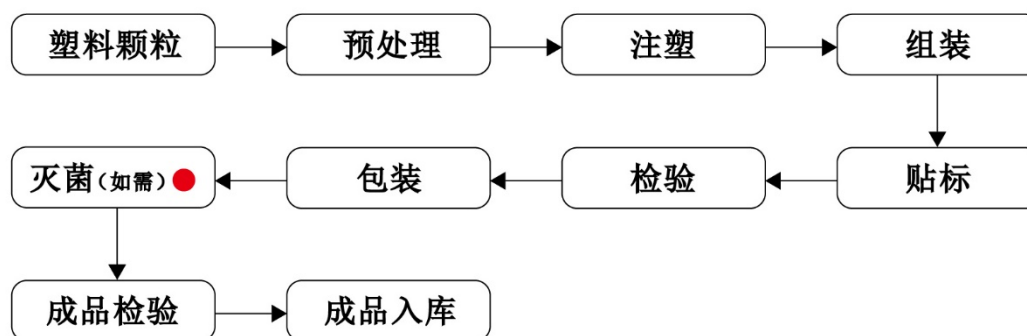 塑料颗粒
预处理
注塑
组装
贴标
检验
包装
灭菌(如需)
成品检验
成品入库